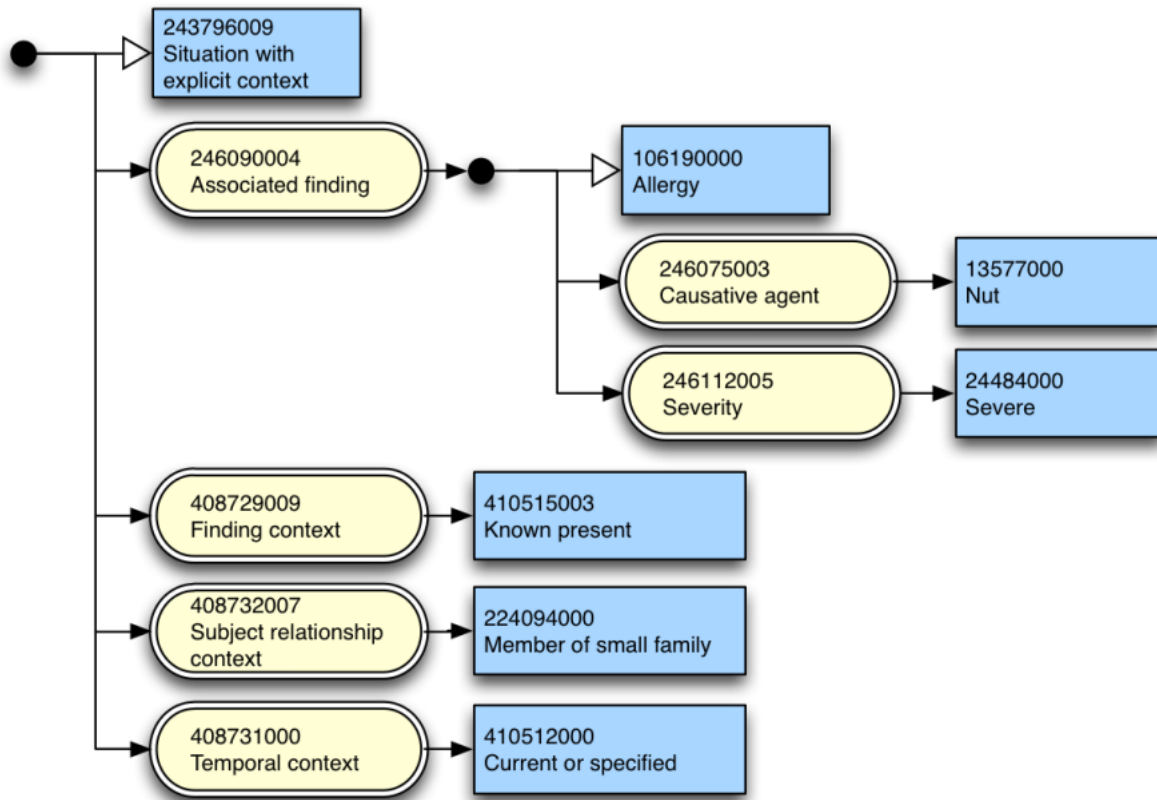 243796009
Situation with
explicit context
246090004
Associated finding
106190000
Allergy
246075003
Causative agent
13577000
Nut
246112005
Severity
24484000
Severe
408729009
Finding context
410515003
Known present
408732007
Subject relationship
context
224094000
Member of small family
408731000
Temporal context
410512000
Current or specified